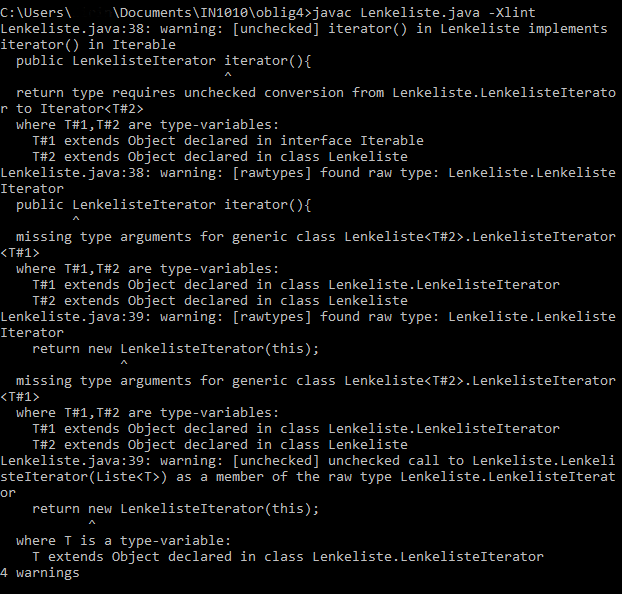 C:\Users\      \Documents\IN1010\oblig4>javac Lenkeliste.java -Xlint
Lenkeliste.java:38: warning: [unchecked] iterator() in Lenkeliste implements
iterator() in Iterable
  public LenkelisteIterator iterator(){
                            ^
  return type requires unchecked conversion from Lenkeliste.LenkelisteIterato
r to Iterator<T#2>
  where T#1,T#2 are type-variables:
    T#1 extends Object declared in interface Iterable
    T#2 extends Object declared in class Lenkeliste
Lenkeliste.java:38: warning: [rawtypes] found raw type: Lenkeliste.Lenkeliste
Iterator
  public LenkelisteIterator iterator(){
         ^
  missing type arguments for generic class Lenkeliste<T#2>.LenkelisteIterator
<T#1>
  where T#1,T#2 are type-variables:
    T#1 extends Object declared in class Lenkeliste.LenkelisteIterator
    T#2 extends Object declared in class Lenkeliste
Lenkeliste.java:39: warning: [rawtypes] found raw type: Lenkeliste.Lenkeliste
Iterator
    return new LenkelisteIterator(this);
               ^
  missing type arguments for generic class Lenkeliste<T#2>.LenkelisteIterator
<T#1>
  where T#1,T#2 are type-variables:
    T#1 extends Object declared in class Lenkeliste.LenkelisteIterator
    T#2 extends Object declared in class Lenkeliste
Lenkeliste.java:39: warning: [unchecked] unchecked call to Lenkeliste.Lenkeli
steIterator(Liste<T>) as a member of the raw type Lenkeliste.LenkelisteIterat
or
    return new LenkelisteIterator(this);
           ^
  where T is a type-variable:
    T extends Object declared in class Lenkeliste.LenkelisteIterator
4 warnings